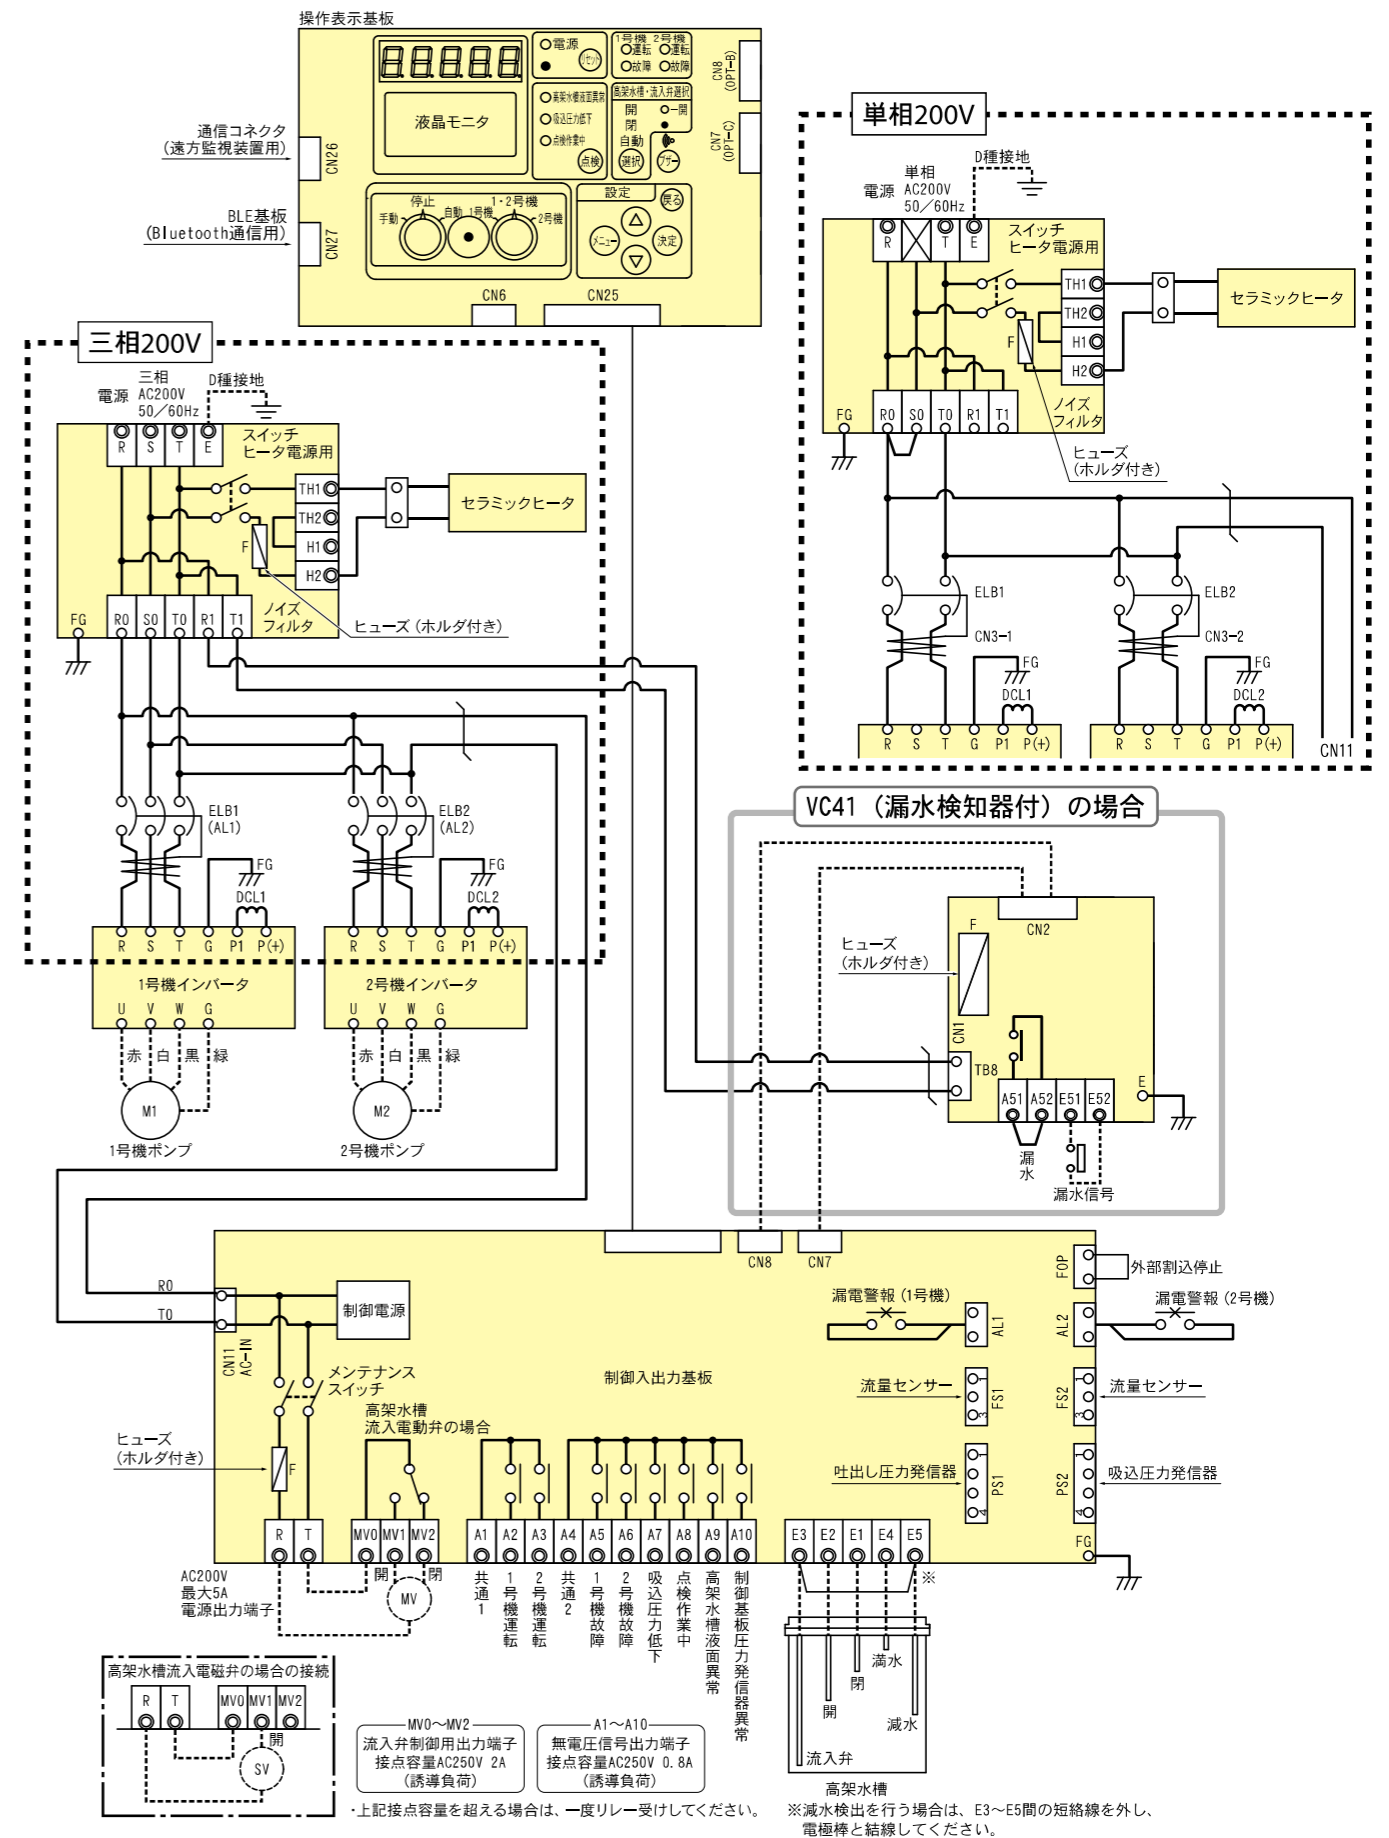 操作表示基板
電源
リセット
1号機 2号機
運転 運転
故障 故障
高架水槽液面異常
吸込圧力低下
点検作業中
点検
高架水槽・流入弁選択
開
閉
自動
開
選択
ブザー
液晶モニタ
CN8
(OPT-B)
CN7
(OPT-C)
通信コネクタ
(遠方監視装置用)
CN26
BLE基板
(Bluetooth通信用)
CN27
停止
手動
自動
1・2号機
1号機
2号機
設定
戻る
メニュー
決定
CN6
CN25
三相200V
電源
三相
AC200V
50/60Hz
D種接地
R S T E
スイッチ
ヒータ電源用
TH1
TH2
H1
H2
F
セラミックヒータ
FG
R0 S0 T0 R1 T1
ノイズ
フィルタ
ヒューズ(ホルダ付き)
ELB1
(AL1)
ELB2
(AL2)
FG
DCL1
FG
DCL2
R S T G P1 P(+)
R S T G P1 P(+)
1号機インバータ
2号機インバータ
U V W G
U V W G
赤 白 黒 緑
赤 白 黒 緑
M1
M2
1号機ポンプ
2号機ポンプ
単相200V
電源
単相
AC200V
50/60Hz
D種接地
R T E
スイッチ
ヒータ電源用
TH1
TH2
H1
H2
F
セラミックヒータ
FG
R0 S0 T0 R1 T1
ノイズ
フィルタ
ヒューズ
(ホルダ付き)
ELB1
ELB2
CN3-1
CN3-2
FG
DCL1
FG
DCL2
R S T G P1 P(+)
R S T G P1 P(+)
CN11
VC41(漏水検知器付)の場合
CN2
F
ヒューズ
(ホルダ付き)
CN1
TB8
A51 A52 E51 E52
E
漏水
漏水信号
CN8
CN7
R0
T0
CN11
AC-IN
制御電源
メンテナンス
スイッチ
高架水槽
流入電動弁の場合
制御入出力基板
ヒューズ
(ホルダ付き)
F
FOP
外部割込停止
漏電警報(1号機)
AL1
AL2
漏電警報(2号機)
流量センサー
1
3
FS1
FS2
1
3
流量センサー
吐出し圧力発信器
1
4
PS1
PS2
1
4
吸込圧力発信器
FG
R T
MV0 MV1 MV2
A1 A2 A3 A4 A5 A6 A7 A8 A9 A10
E3 E2 E1 E4 E5
※
AC200V
最大5A
電源出力端子
開
閉
MV
共通1
1号機運転
2号機運転
共通2
1号機故障
2号機故障
吸込圧力低下
点検作業中
高架水槽液面異常
制御基板圧力発信器異常
満水
閉
開
減水
流入弁
高架水槽
高架水槽流入電磁弁の場合の接続
R T
MV0 MV1 MV2
開
SV
MV0〜MV2
流入弁制御用出力端子
接点容量AC250V 2A
(誘導負荷)
A1〜A10
無電圧信号出力端子
接点容量AC250V 0.8A
(誘導負荷)
・上記接点容量を超える場合は、一度リレー受けしてください。
※減水検出を行う場合は、E3〜E5間の短絡線を外し、
電極棒と結線してください。